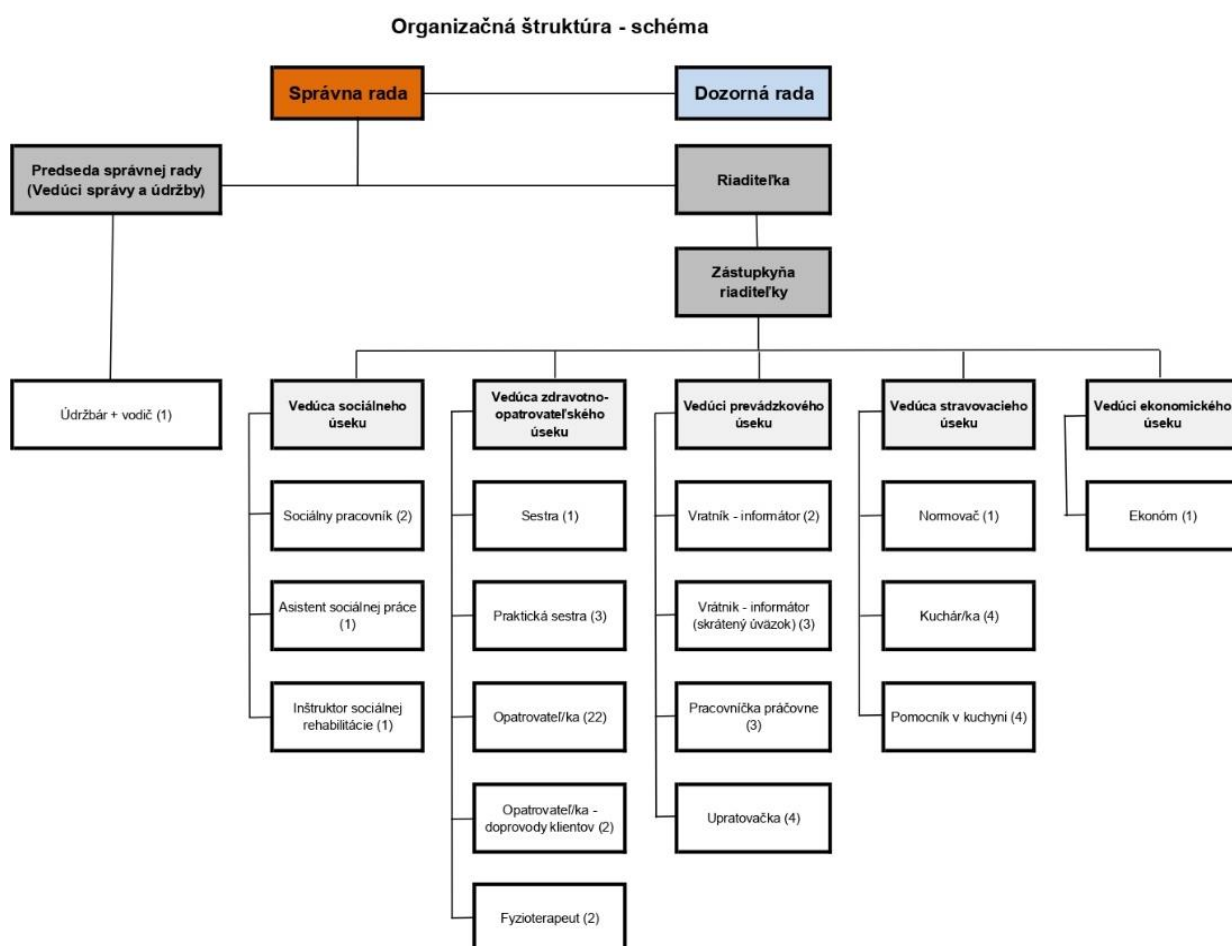 Organizačná štruktúra - schéma
Správna rada
Dozorná rada
Predseda správnej rady
(Vedúci správy a údržby)
Riaditeľka
Zástupkyňa
riaditeľky
Údržbár + vodič (1)
Vedúca sociálneho
úseku
Vedúca zdravotno-
opatrovateľského
úseku
Vedúci prevádzkového
úseku
Vedúca stravovacieho
úseku
Vedúci ekonomického
úseku
Sociálny pracovník (2)
Sestra (1)
Vratník - informátor (2)
Normovač (1)
Ekonóm (1)
Asistent sociálnej práce
(1)
Praktická sestra (3)
Vrátnik - informátor
(skrátený úväzok) (3)
Kuchár/ka (4)
Inštruktor sociálnej
rehabilitácie (1)
Opatrovateľ/ka (22)
Pracovníčka práčovne
(3)
Pomocník v kuchyni (4)
Opatrovateľ/ka -
doprovody klientov (2)
Upratovačka (4)
Fyzioterapeut (2)